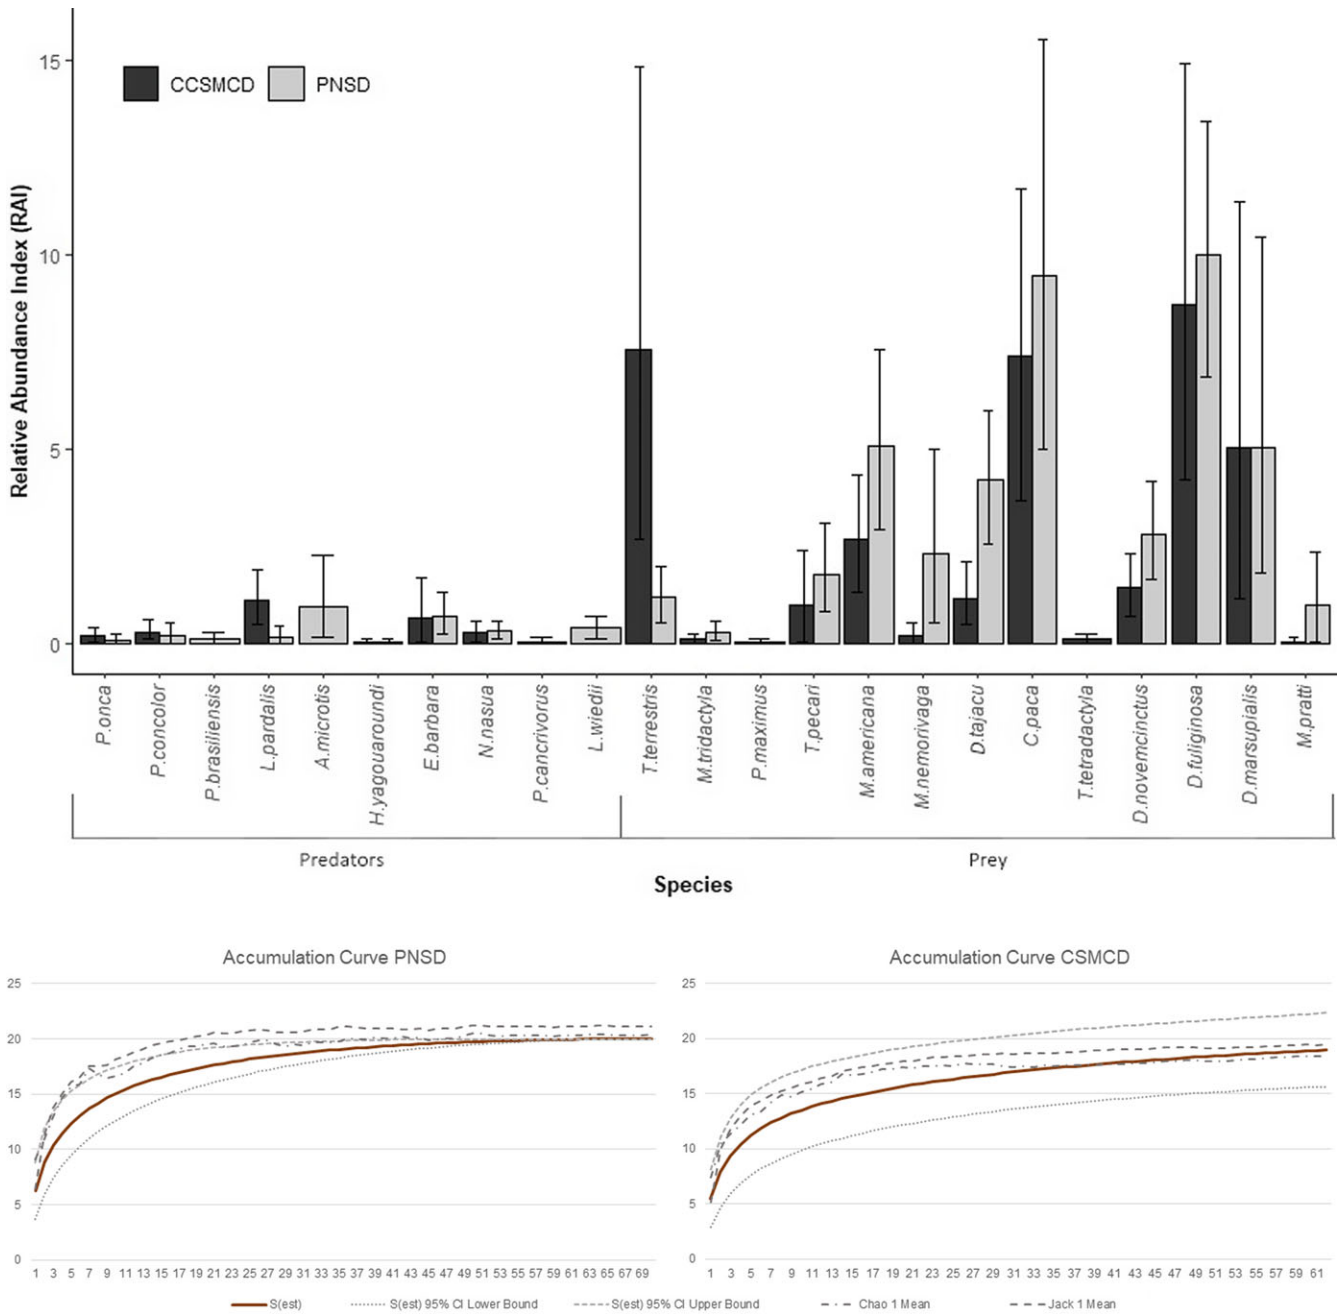 CCSMCD PNSD
Relative Abundance Index (RAI)
15
10
5
0
P.onca
P.concolor
P.brasiliensis
L.pardalis
A.microtis
H.yagouaroundi
E.barbara
N.nasua
P.cancrivorus
L.wiedii
T.terrestris
M.tridactyla
P.maximus
T.pecari
M.americana
M.nemorivaga
D.tajacu
C.paca
T.tetradactyla
D.novemcinctus
D.fuliginosa
D.marsupialis
M.pratti
Predators Prey
Species
Accumulation Curve PNSD
25
20
15
10
5
0
1 3 5 7 9 11 13 15 17 19 21 23 25 27 29 31 33 35 37 39 41 43 45 47 49 51 53 55 57 59 61 63 65 67 69
Accumulation Curve CSMCD
25
20
15
10
5
0
1 3 5 7 9 11 13 15 17 19 21 23 25 27 29 31 33 35 37 39 41 43 45 47 49 51 53 55 57 59 61
S(est) S(est) 95% CI Lower Bound S(est) 95% CI Upper Bound Chao 1 Mean Jack 1 Mean